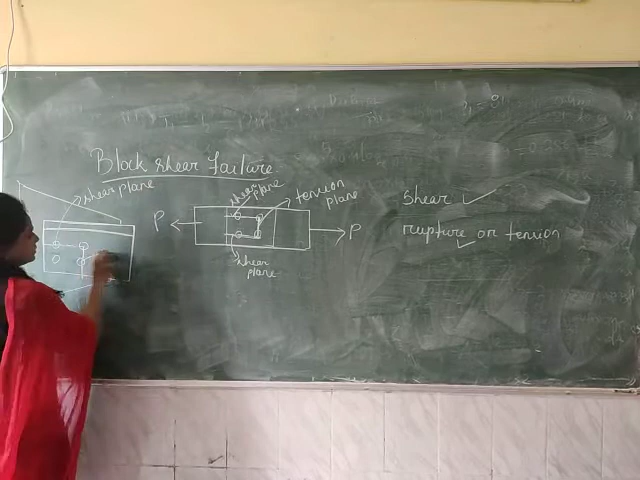 Block shear failure
shear plane
P
shear plane
tension plane
shear plane
P
shear ✓
rupture or tension ✓